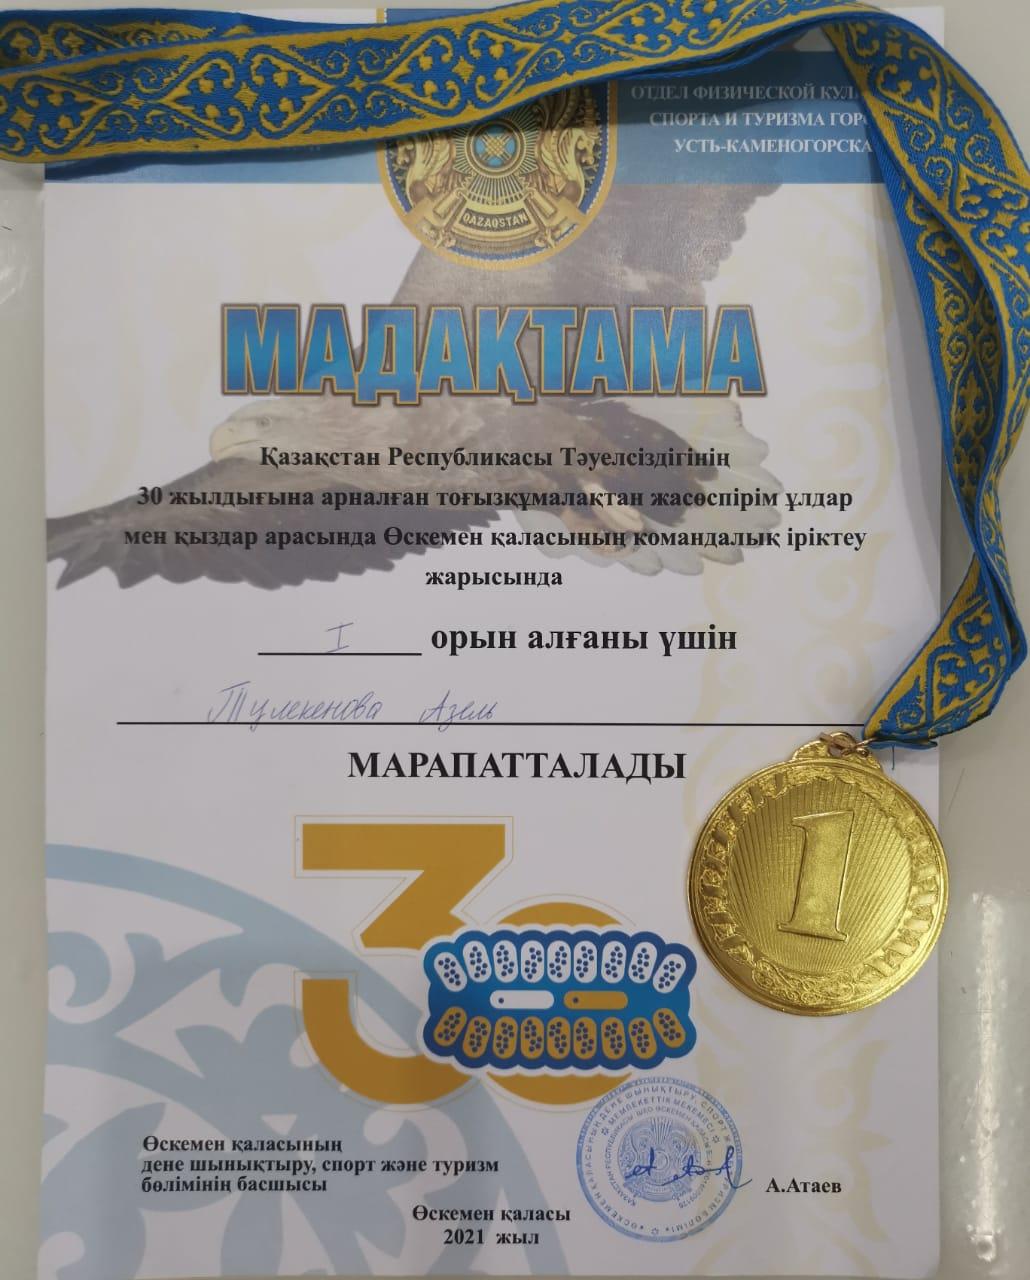 ОТДЕЛ ФИЗИЧЕСКОЙ
СПОРТА И ТУРИЗМА
УСТЬ-КАМЕНОГОРСКА
QAZAQSTAN
МАДАҚТАМА
Қазақстан Республикасы Тәуелсіздігінің
30 жылдығына арналған тоғызқұмалақтан жасөспірім ұлдар
мен қыздар арасында Өскемен қаласының командалық іріктеу
жарысында
I орын алғаны үшін
Тулекенова Азель
МАРАПАТТАЛАДЫ
1
30
Өскемен қаласының
дене шынықтыру, спорт және туризм
бөлімінің басшысы
А.Атаев
Өскемен қаласы
2021 жыл